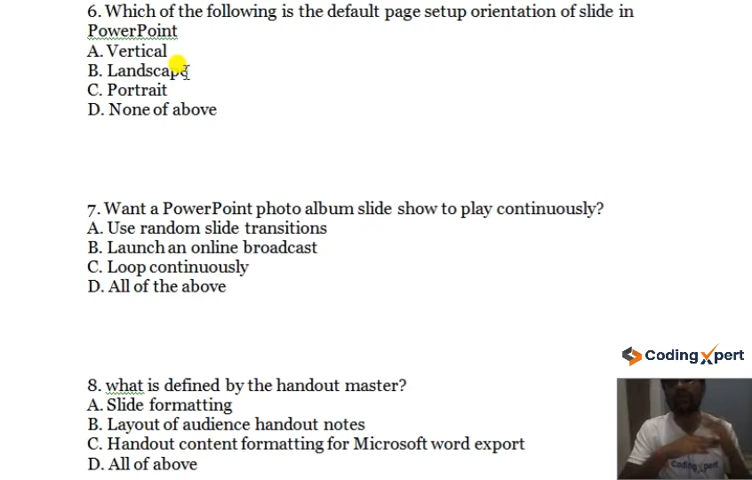 6. Which of the following is the default page setup orientation of slide in
PowerPoint
A. Vertical
B. Landscape
C. Portrait
D. None of above
7. Want a PowerPoint photo album slide show to play continuously?
A. Use random slide transitions
B. Launch an online broadcast
C. Loop continuously
D. All of the above
8. what is defined by the handout master?
A. Slide formatting
B. Layout of audience handout notes
C. Handout content formatting for Microsoft word export
D. All of above
Coding Xpert
Coding Xpert